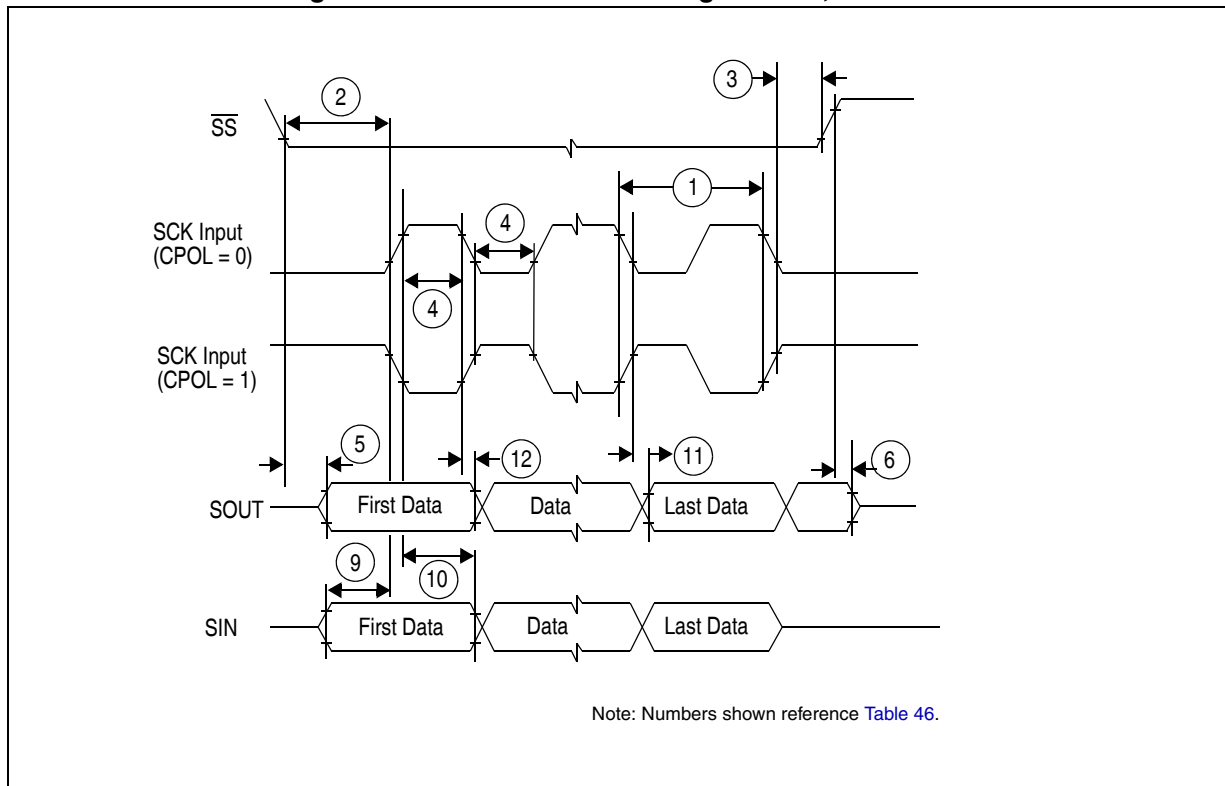 2
3
SS
1
SCK Input
(CPOL = 0)
4
4
SCK Input
(CPOL = 1)
5
12
11
6
SOUT
First Data
Data
Last Data
9
10
SIN
First Data
Data
Last Data
Note: Numbers shown reference Table 46.